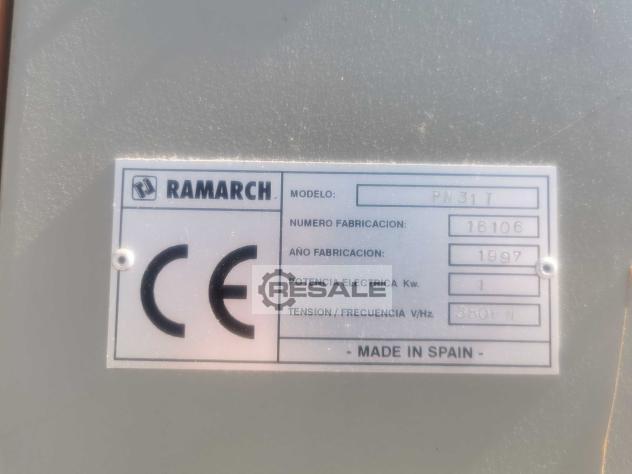 RAMARCH
MODELO: PN 31 T
NUMERO FABRICACION: 16106
AÑO FABRICACION: 1997
POTENCIA ELECTRICA Kw. 1
TENSION / FRECUENCIA V/Hz.
CE
RESALE
- MADE IN SPAIN -